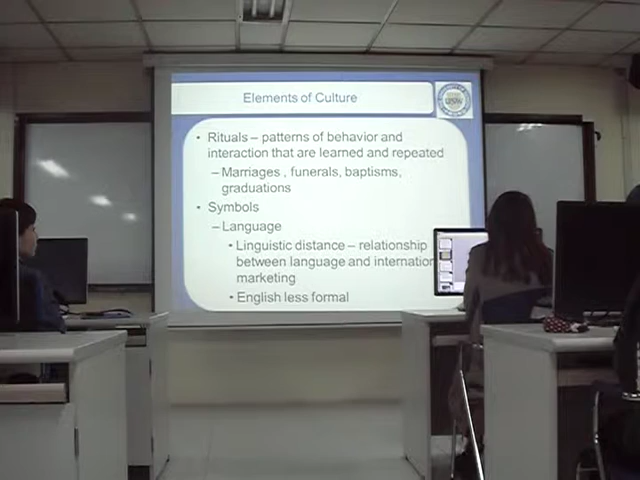 Elements of Culture
• Rituals – patterns of behavior and
interaction that are learned and repeated
– Marriages , funerals, baptisms,
graduations
• Symbols
– Language
• Linguistic distance – relationship
between language and internation
marketing
• English less formal